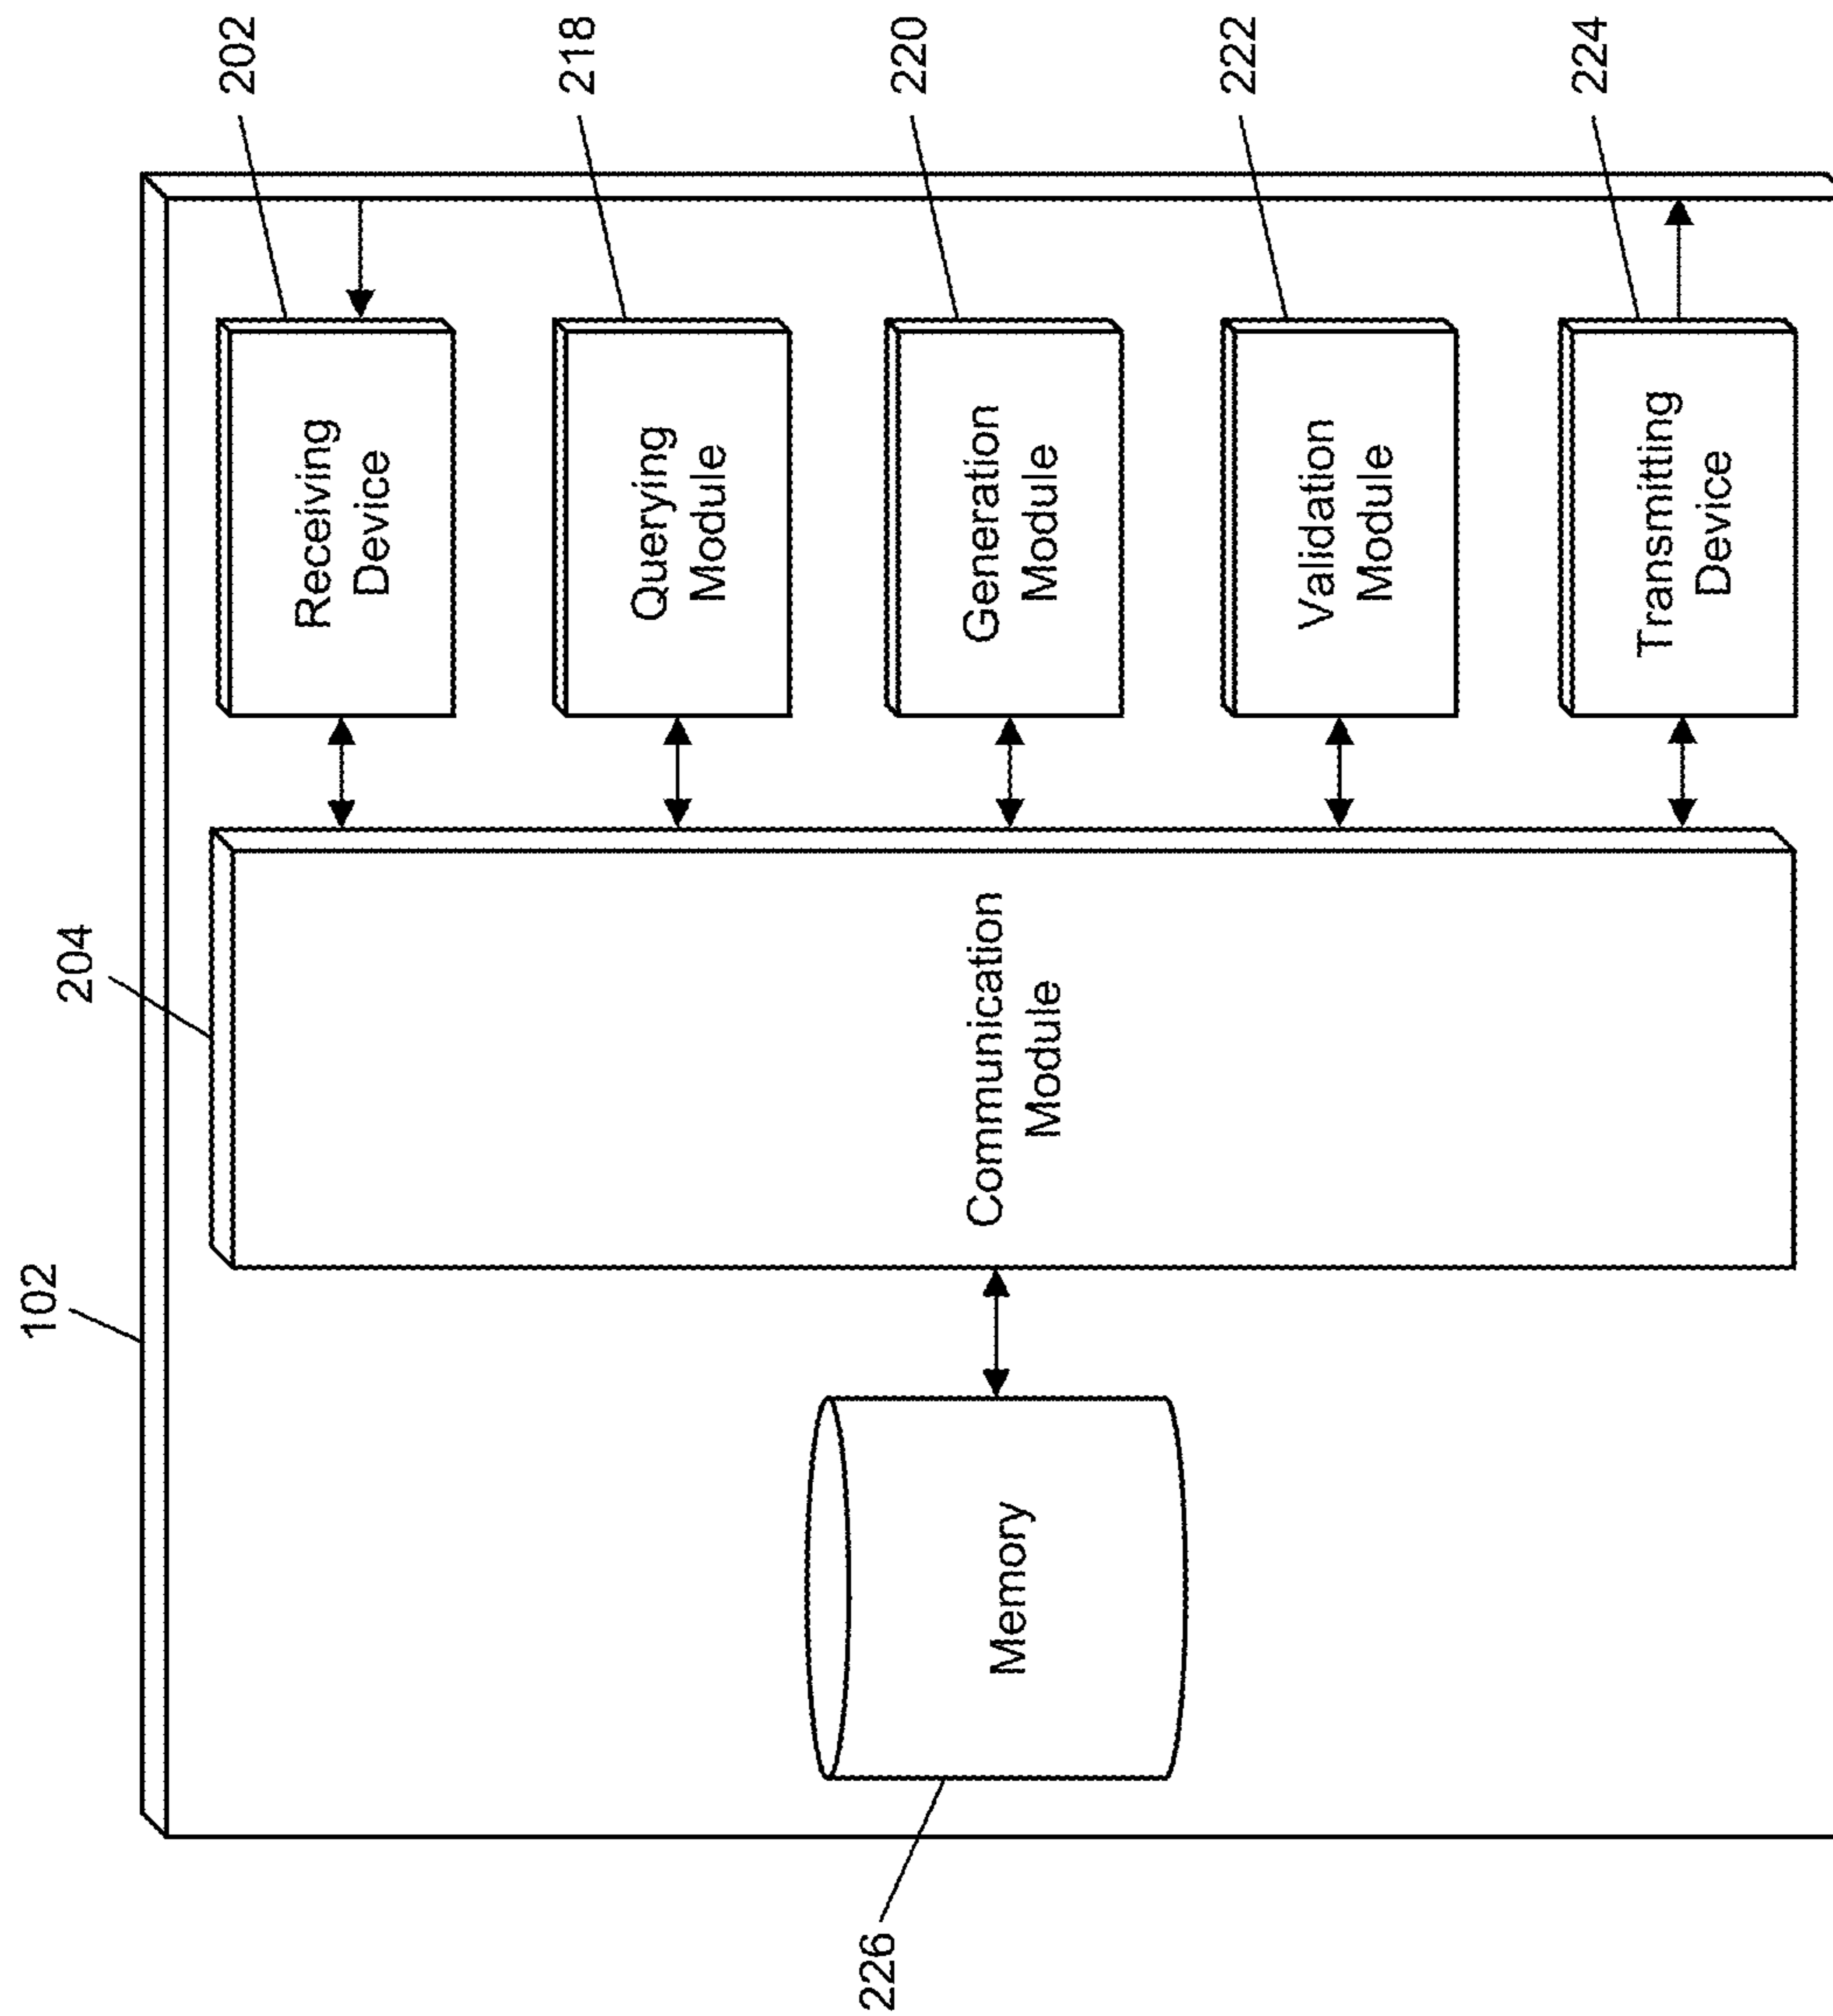 102
204
202
Receiving
Device
218
Querying
Module
226
Memory
Communication
Module
220
Generation
Module
222
Validation
Module
224
Transmitting
Device